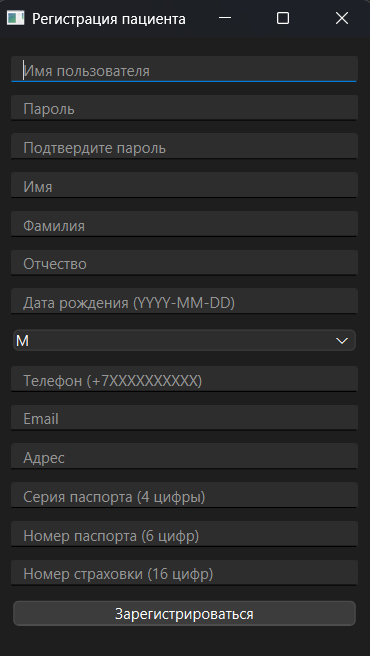 Регистрация пациента
Имя пользователя
Пароль
Подтвердите пароль
Имя
Фамилия
Отчество
Дата рождения (YYYY-MM-DD)
М
Телефон (+7XXXXXXXXXX)
Email
Адрес
Серия паспорта (4 цифры)
Номер паспорта (6 цифр)
Номер страховки (16 цифр)
Зарегистрироваться